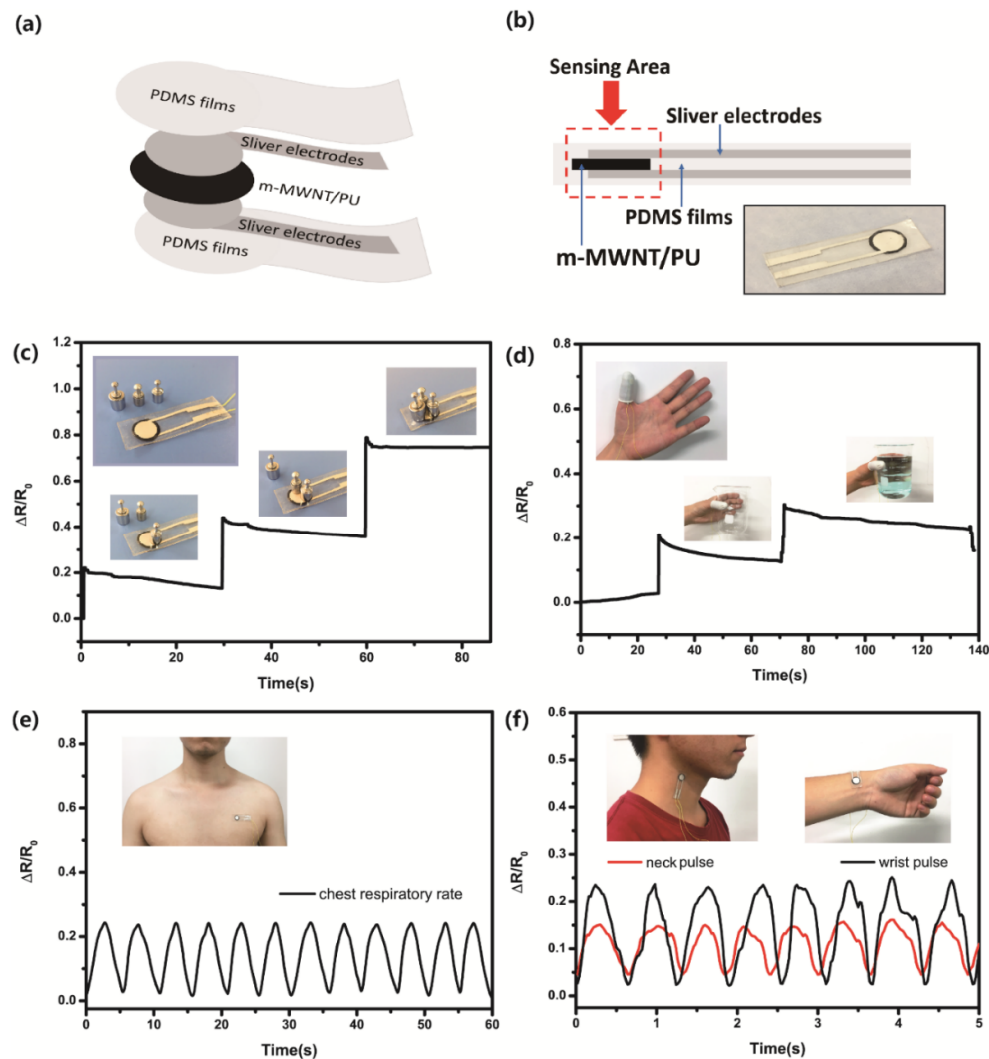 (a)
PDMS films
Sliver electrodes
m-MWNT/PU
Sliver electrodes
PDMS films
(b)
Sensing Area
Sliver electrodes
PDMS films
m-MWNT/PU
(c)
1.2
1.0
0.8
0.6
0.4
0.2
0.0
ΔR/R₀
0 20 40 60 80
Time(s)
(d)
0.8
0.6
0.4
0.2
0.0
ΔR/R₀
0 20 40 60 80 100 120 140
Time(s)
(e)
0.8
0.6
0.4
0.2
0.0
ΔR/R₀
chest respiratory rate
0 10 20 30 40 50 60
Time(s)
(f)
0.6
0.5
0.4
0.3
0.2
0.1
0.0
ΔR/R₀
neck pulse wrist pulse
0 1 2 3 4 5
Time(s)